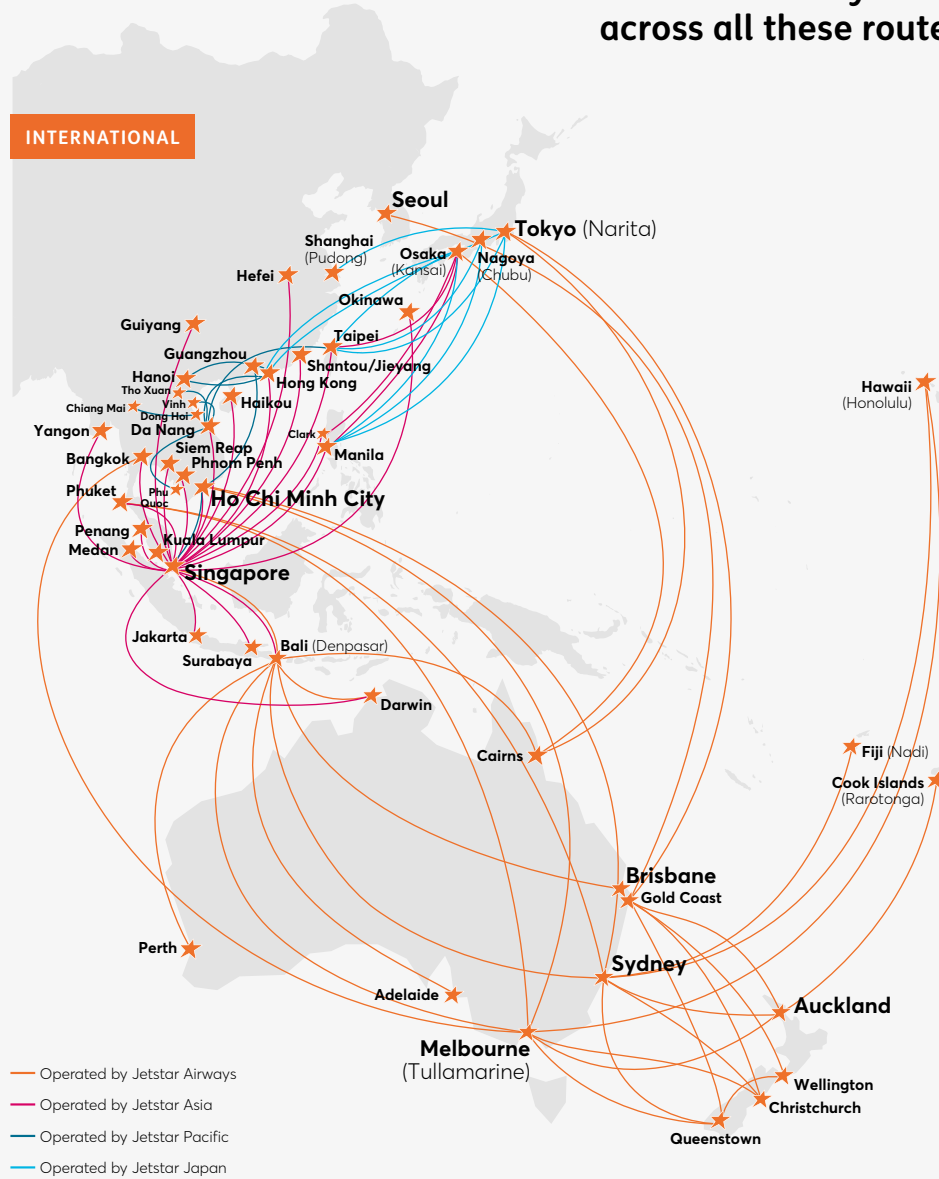 across all these route
INTERNATIONAL
Seoul
Tokyo (Narita)
Shanghai
(Pudong)
Osaka
(Kansai)
Nagoya
(Chubu)
Hefei
Okinawa
Guiyang
Taipei
Guangzhou
Shantou/Jieyang
Hanoi
Hong Kong
Tho Xuan
Haikou
Hawaii
(Honolulu)
Vinh
Chiang Mai
Dong Hoi
Da Nang
Yangon
Clark
Manila
Siem Reap
Bangkok
Phnom Penh
Phuket
Phu
Quoc
Ho Chi Minh City
Penang
Kuala Lumpur
Medan
Singapore
Jakarta
Bali (Denpasar)
Surabaya
Darwin
Cairns
Fiji (Nadi)
Cook Islands
(Rarotonga)
Brisbane
Gold Coast
Perth
Sydney
Adelaide
Auckland
Melbourne
(Tullamarine)
Wellington
Christchurch
Queenstown
Operated by Jetstar Airways
Operated by Jetstar Asia
Operated by Jetstar Pacific
Operated by Jetstar Japan